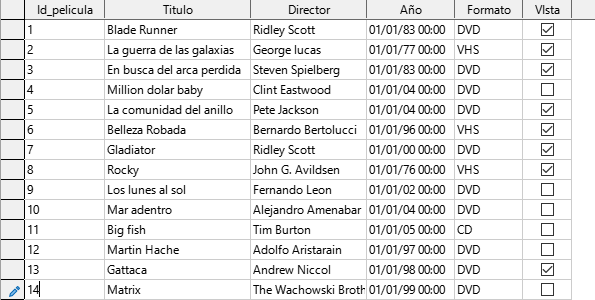 Id_pelicula Titulo Director Año Formato VIsta
1 Blade Runner Ridley Scott 01/01/83 00:00 DVD
2 La guerra de las galaxias George lucas 01/01/77 00:00 VHS
3 En busca del arca perdida Steven Spielberg 01/01/83 00:00 DVD
4 Million dolar baby Clint Eastwood 01/01/04 00:00 DVD
5 La comunidad del anillo Pete Jackson 01/01/04 00:00 DVD
6 Belleza Robada Bernardo Bertolucci 01/01/96 00:00 VHS
7 Gladiator Ridley Scott 01/01/00 00:00 DVD
8 Rocky John G. Avildsen 01/01/76 00:00 VHS
9 Los lunes al sol Fernando Leon 01/01/02 00:00 DVD
10 Mar adentro Alejandro Amenabar 01/01/04 00:00 DVD
11 Big fish Tim Burton 01/01/05 00:00 CD
12 Martin Hache Adolfo Aristarain 01/01/97 00:00 DVD
13 Gattaca Andrew Niccol 01/01/98 00:00 DVD
14 Matrix The Wachowski Broth 01/01/99 00:00 DVD